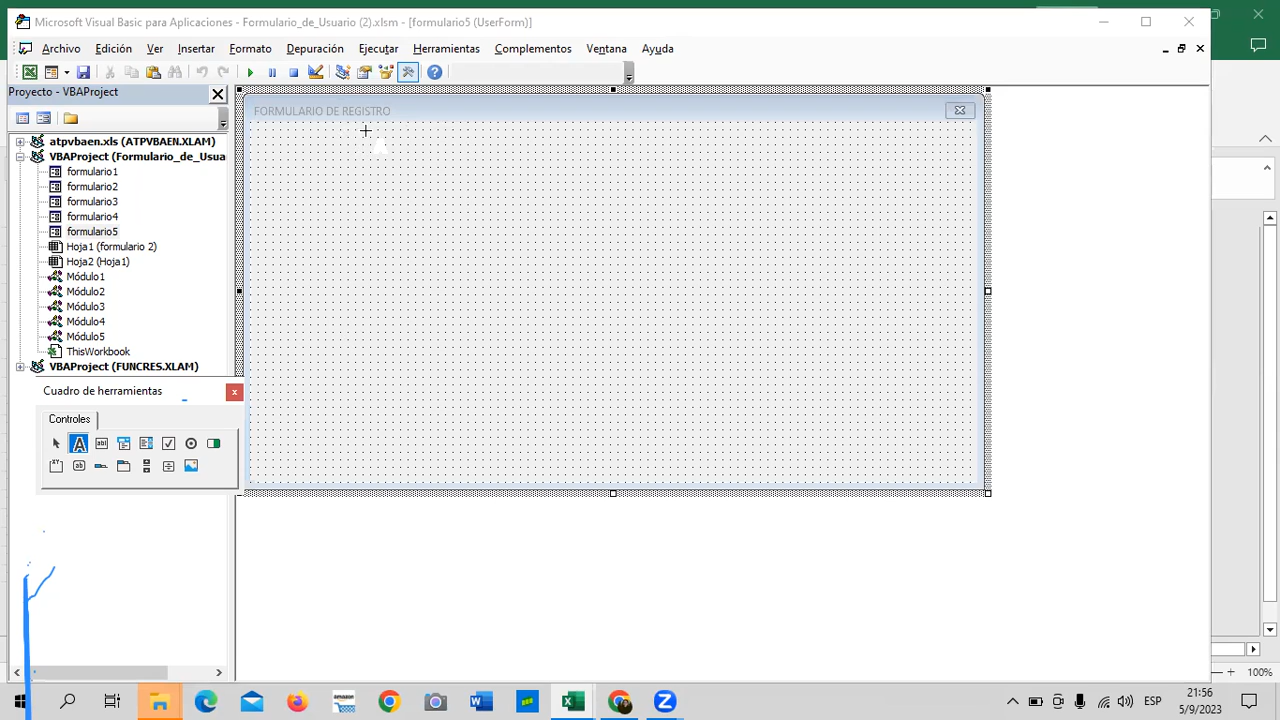 Microsoft Visual Basic para Aplicaciones - Formulario_de_Usuario (2).xlsm - [formulario5 (UserForm)]
Archivo Edición Ver Insertar Formato Depuración Ejecutar Herramientas Complementos Ventana Ayuda
Proyecto - VBAProject
FORMULARIO DE REGISTRO
atpvbaen.xls (ATPVBAEN.XLAM)
VBAProject (Formulario_de_Usua
formulario1
formulario2
formulario3
formulario4
formulario5
Hoja1 (formulario 2)
Hoja2 (Hoja1)
Módulo1
Módulo2
Módulo3
Módulo4
Módulo5
ThisWorkbook
VBAProject (FUNCRES.XLAM)
Cuadro de herramientas
Controles
100%
ESP
21:56
5/9/2023